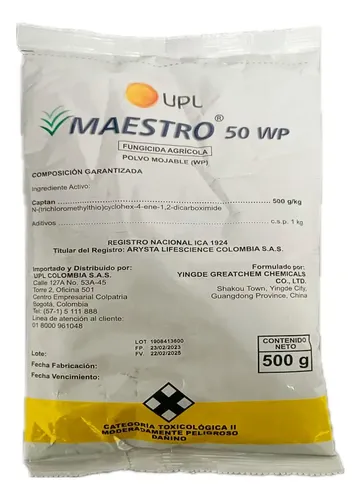 UPL
MAESTRO® 50 WP
FUNGICIDA AGRÍCOLA
POLVO MOJABLE (WP)
COMPOSICIÓN GARANTIZADA
Ingrediente Activo:
Captan 500 g/kg
N-(trichloromethylthio)cyclohex-4-ene-1,2-dicarboximide
Aditivos c.s.p. 1 kg
REGISTRO NACIONAL ICA 1924
Titular del Registro: ARYSTA LIFESCIENCE COLOMBIA S.A.S.
Importado y Distribuido por:
UPL COLOMBIA S.A.S.
Calle 127A No. 53A-45
Torre 2, Oficina 501
Centro Empresarial Colpatria
Bogotá, Colombia
Tel: (57-1) 5 111 888
Linea de atención al cliente:
01 8000 961048
Formulado por:
YINGDE GREATCHEM CHEMICALS
CO., LTD.
Shakou Town, Yingde City,
Guangdong Province, China
LOT 1906413600
FP. 23/02/2023
FV. 22/02/2026
Lote:
Fecha Fabricación:
Fecha Vencimiento:
CONTENIDO
NETO
500 g
CATEGORÍA TOXICOLÓGICA II
MODERADAMENTE PELIGROSO
DAÑINO